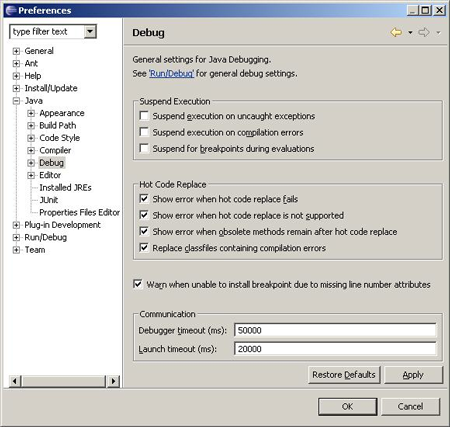 Preferences
type filter text
General
Ant
Help
Install/Update
Java
Appearance
Build Path
Code Style
Compiler
Debug
Editor
Installed JREs
JUnit
Properties Files Editor
Plug-in Development
Run/Debug
Team
Debug
General settings for Java Debugging.
See 'Run/Debug' for general debug settings.
Suspend Execution
Suspend execution on uncaught exceptions
Suspend execution on compilation errors
Suspend for breakpoints during evaluations
Hot Code Replace
Show error when hot code replace fails
Show error when hot code replace is not supported
Show error when obsolete methods remain after hot code replace
Replace classfiles containing compilation errors
Warn when unable to install breakpoint due to missing line number attributes
Communication
Debugger timeout (ms): 50000
Launch timeout (ms): 20000
Restore Defaults Apply
OK Cancel